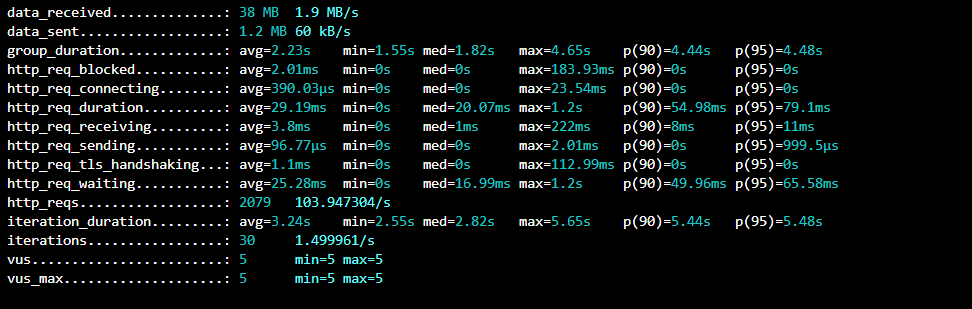 data_received..............: 38 MB 1.9 MB/s
data_sent..................: 1.2 MB 60 kB/s
group_duration.............: avg=2.23s min=1.55s med=1.82s max=4.65s p(90)=4.44s p(95)=4.48s
http_req_blocked...........: avg=2.01ms min=0s med=0s max=183.93ms p(90)=0s p(95)=0s
http_req_connecting........: avg=390.03µs min=0s med=0s max=23.54ms p(90)=0s p(95)=0s
http_req_duration..........: avg=29.19ms min=0s med=20.07ms max=1.2s p(90)=54.98ms p(95)=79.1ms
http_req_receiving.........: avg=3.8ms min=0s med=1ms max=222ms p(90)=8ms p(95)=11ms
http_req_sending...........: avg=96.77µs min=0s med=0s max=2.01ms p(90)=0s p(95)=999.5µs
http_req_tls_handshaking...: avg=1.1ms min=0s med=0s max=112.99ms p(90)=0s p(95)=0s
http_req_waiting...........: avg=25.28ms min=0s med=16.99ms max=1.2s p(90)=49.96ms p(95)=65.58ms
http_reqs..................: 2079 103.947304/s
iteration_duration.........: avg=3.24s min=2.55s med=2.82s max=5.65s p(90)=5.44s p(95)=5.48s
iterations.................: 30 1.499961/s
vus........................: 5 min=5 max=5
vus_max....................: 5 min=5 max=5